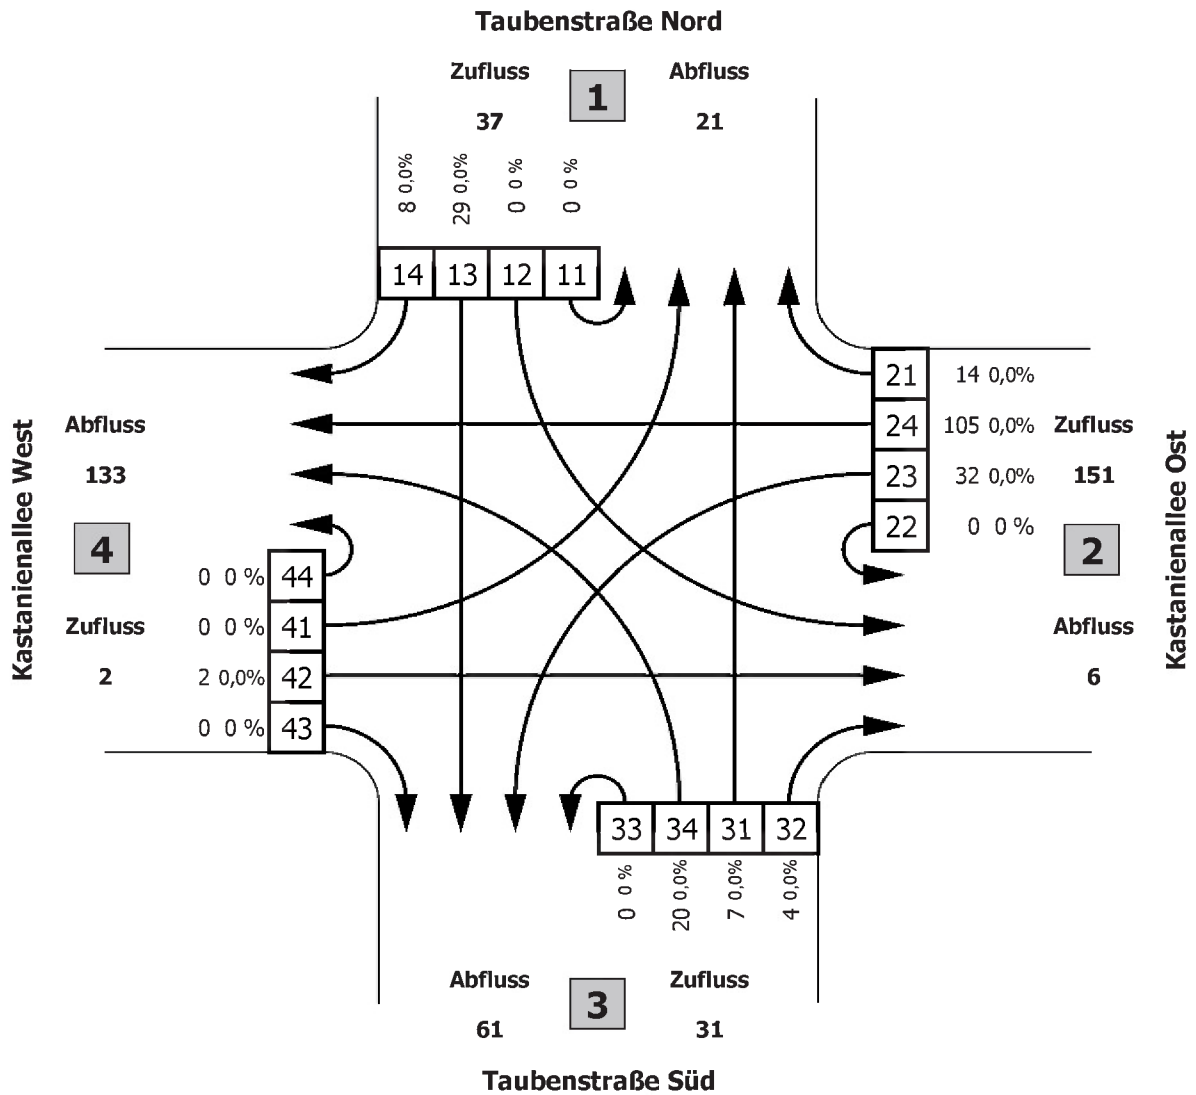 Taubenstraße Nord
Zufluss
Abfluss
1
37
21
8 0,0%
29 0,0%
0 0 %
0 0 %
14 13 12 11
21 14 0,0%
24 105 0,0%
Zufluss
23 32 0,0%
151
22 0 0 %
2
Abfluss
6
Kastanienallee Ost
Kastanienallee West
Abfluss
133
4
0 0 % 44
Zufluss
0 0 % 41
2
2 0,0% 42
0 0 % 43
33 34 31 32
0 0 %
20 0,0%
7 0,0%
4 0,0%
Abfluss
Zufluss
3
61
31
Taubenstraße Süd